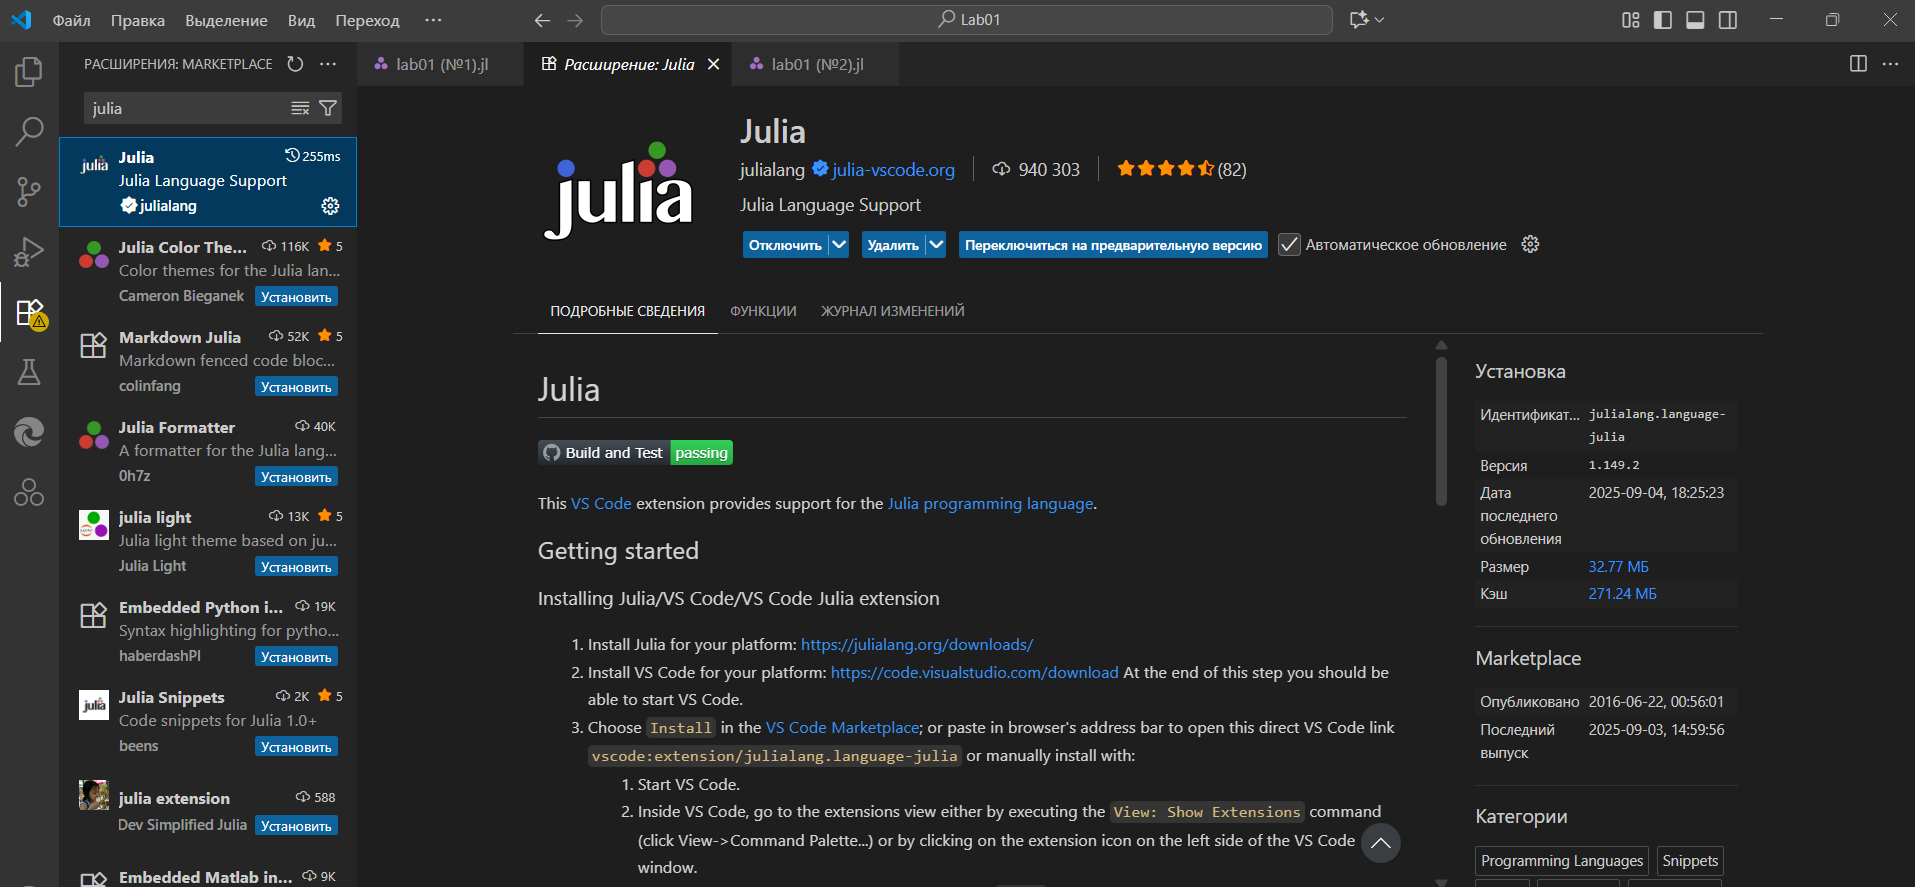 Файл Правка Выделение Вид Переход ···
Lab01
РАСШИРЕНИЯ: MARKETPLACE
julia
Julia 255ms
Julia Language Support
julialang
Julia Color The... 116K 5
Color themes for the Julia lan...
Cameron Bieganek Установить
Markdown Julia 52K 5
Markdown fenced code bloc...
colinfang Установить
Julia Formatter 40K
A formatter for the Julia lang...
0h7z Установить
julia light 13K 5
Julia light theme based on ju...
Julia Light Установить
Embedded Python i... 19K
Syntax highlighting for pytho...
haberdashPI Установить
Julia Snippets 2K 5
Code snippets for Julia 1.0+
beens Установить
julia extension 588
Dev Simplified Julia Установить
Embedded Matlab in... 9K
lab01 (№1).jl Расширение: Julia lab01 (№2).jl
julia
Julia
julialang julia-vscode.org 940 303 (82)
Julia Language Support
Отключить Удалить Переключиться на предварительную версию Автоматическое обновление
ПОДРОБНЫЕ СВЕДЕНИЯ ФУНКЦИИ ЖУРНАЛ ИЗМЕНЕНИЙ
Julia
Build and Test passing
This VS Code extension provides support for the Julia programming language.
Getting started
Installing Julia/VS Code/VS Code Julia extension
1. Install Julia for your platform: https://julialang.org/downloads/
2. Install VS Code for your platform: https://code.visualstudio.com/download At the end of this step you should be
able to start VS Code.
3. Choose Install in the VS Code Marketplace; or paste in browser's address bar to open this direct VS Code link
vscode:extension/julialang.language-julia or manually install with:
1. Start VS Code.
2. Inside VS Code, go to the extensions view either by executing the View: Show Extensions command
(click View->Command Palette...) or by clicking on the extension icon on the left side of the VS Code
window.
Установка
Идентификат... julialang.language-
julia
Версия 1.149.2
Дата 2025-09-04, 18:25:23
последнего
обновления
Размер 32.77 МБ
Кэш 271.24 МБ
Marketplace
Опубликовано 2016-06-22, 00:56:01
Последний 2025-09-03, 14:59:56
выпуск
Категории
Programming Languages Snippets